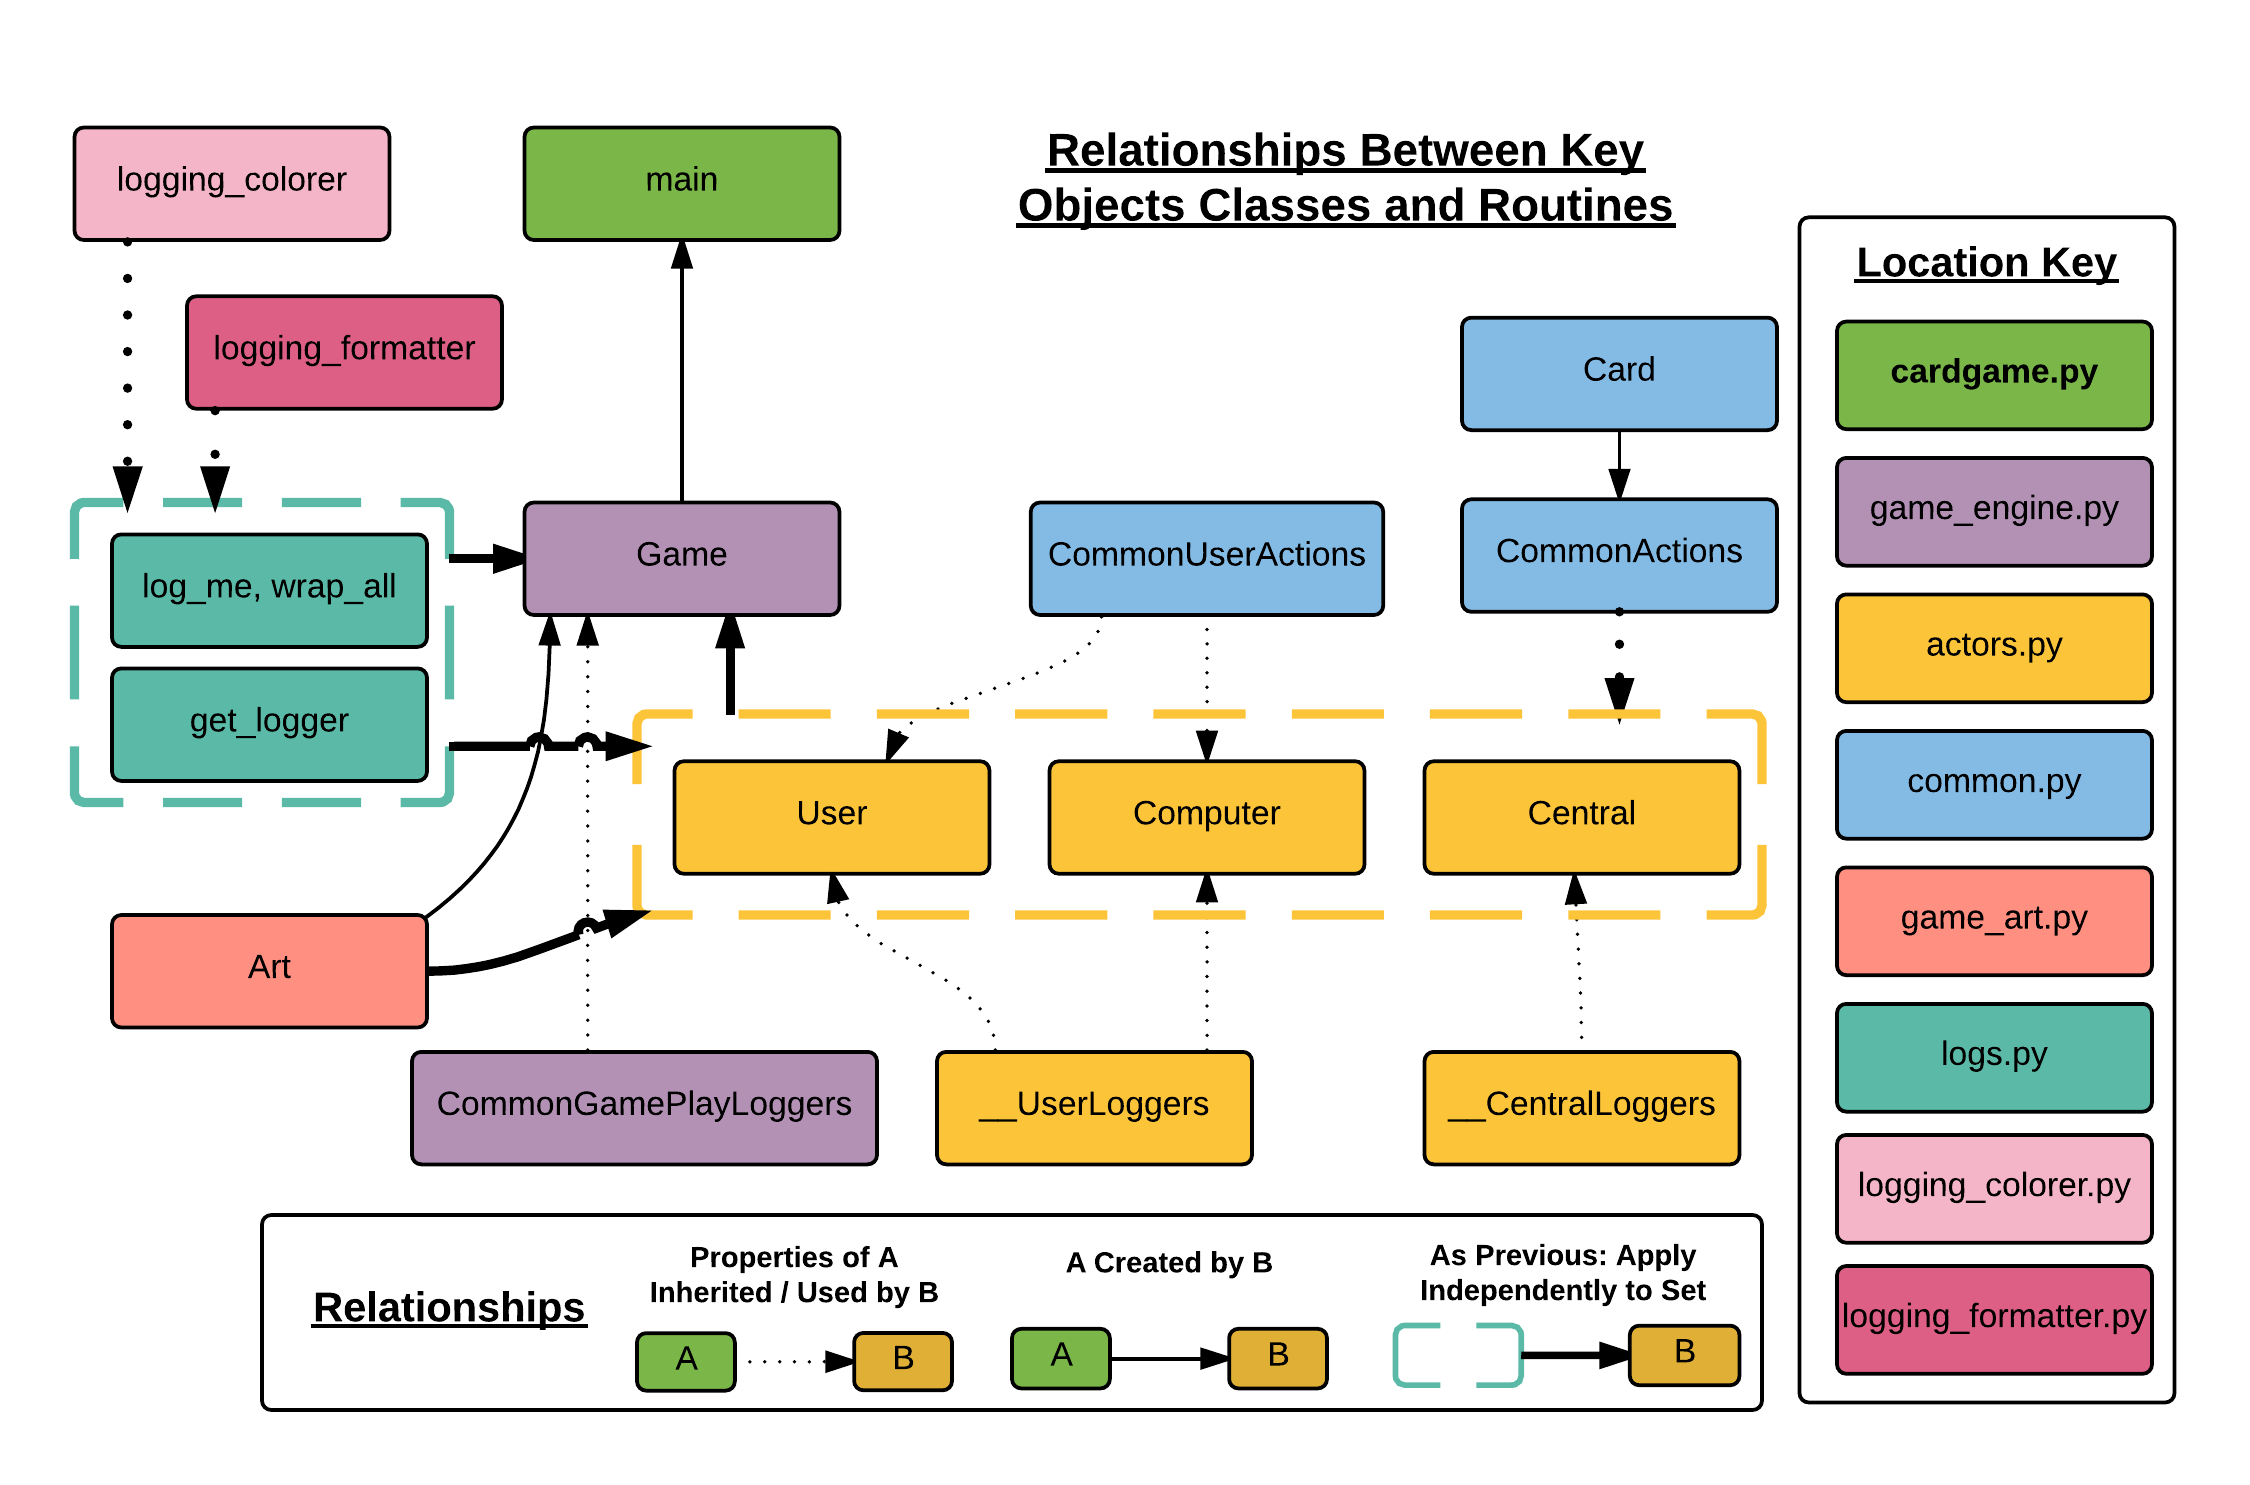 Relationships Between Key
Objects Classes and Routines
logging_colorer
main
logging_formatter
Card
log_me, wrap_all
get_logger
Game
CommonUserActions
CommonActions
User
Computer
Central
Art
CommonGamePlayLoggers
__UserLoggers
__CentralLoggers
Location Key
cardgame.py
game_engine.py
actors.py
common.py
game_art.py
logs.py
logging_colorer.py
logging_formatter.py
Relationships
Properties of A
Inherited / Used by B
A
B
A Created by B
A
B
As Previous: Apply
Independently to Set
B